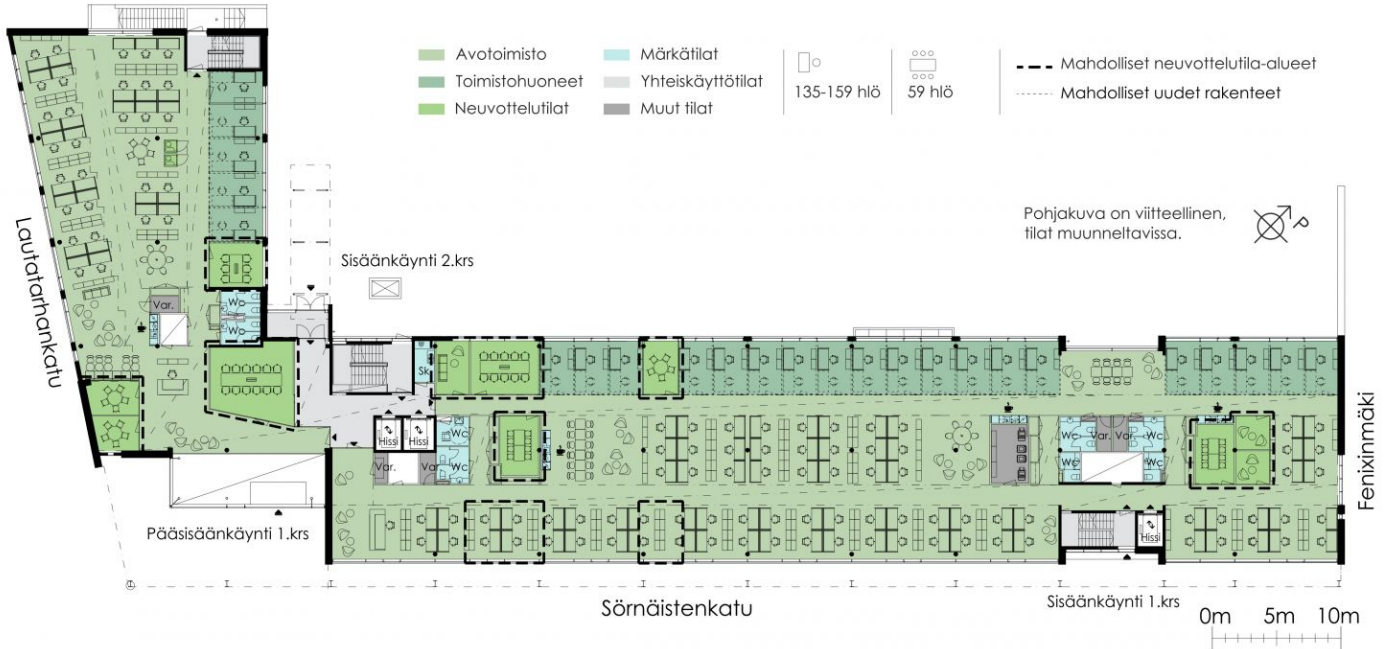 Avotoimisto
Toimistohuoneet
Neuvottelutilat
Märkätilat
Yhteiskäyttötilat
Muut tilat
135-159 hlö
59 hlö
Mahdolliset neuvottelutila-alueet
Mahdolliset uudet rakenteet
Pohjakuva on viitteellinen,
tilat muunneltavissa.
P
Lautatarhankatu
Sisäänkäynti 2.krs
Var.
Wc
Wc
Sk
Hissi
Hissi
Var.
Var.
Wc
Wc
Wc
Var.
Var.
Wc
Wc
Wc
Hissi
Fenixinmäki
Pääsisäänkäynti 1.krs
Sörnäistenkatu
Sisäänkäynti 1.krs
0m 5m 10m